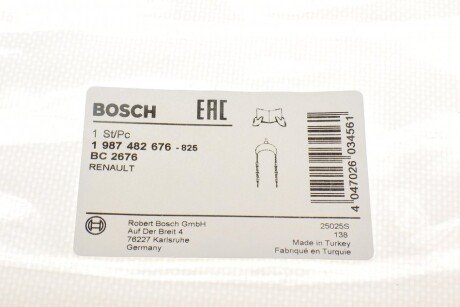 BOSCH EAC
1 St/Pc
1 987 482 676 - 825
BC 2676
RENAULT
4 047026 034561
BOSCH
Robert Bosch GmbH
Auf Der Breit 4
76227 Karlsruhe
Germany
25025S
138
Made in Turkey
Fabriqué en Turquie